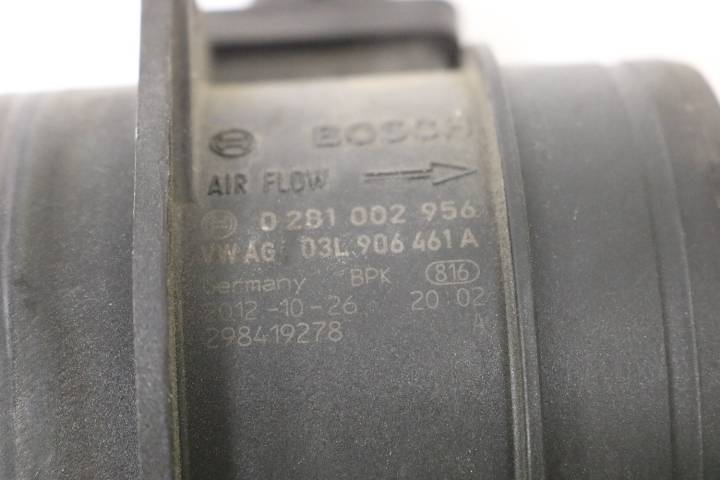 BOSCH
AIR FLOW
0 281 002 956
VW AG 03L 906 461 A
Germany BPK 816
2012-10-26 20:02
298419278 A